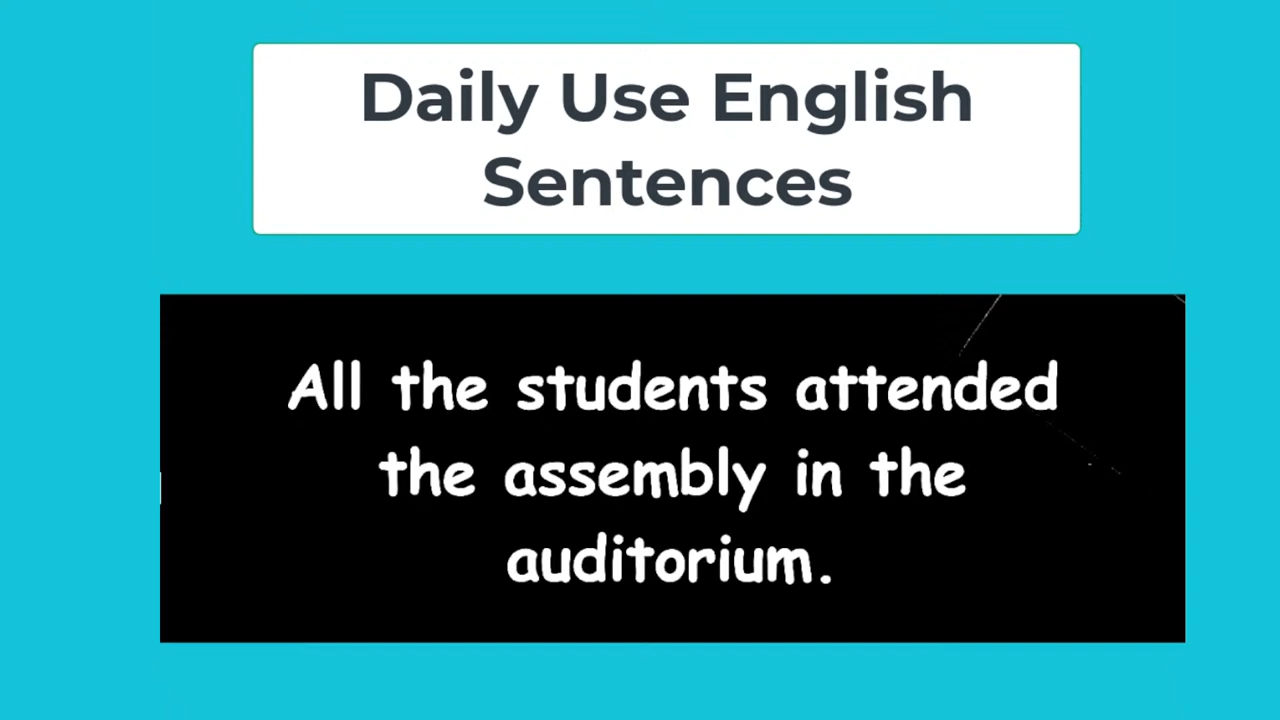 Daily Use English
Sentences
All the students attended
the assembly in the
auditorium.